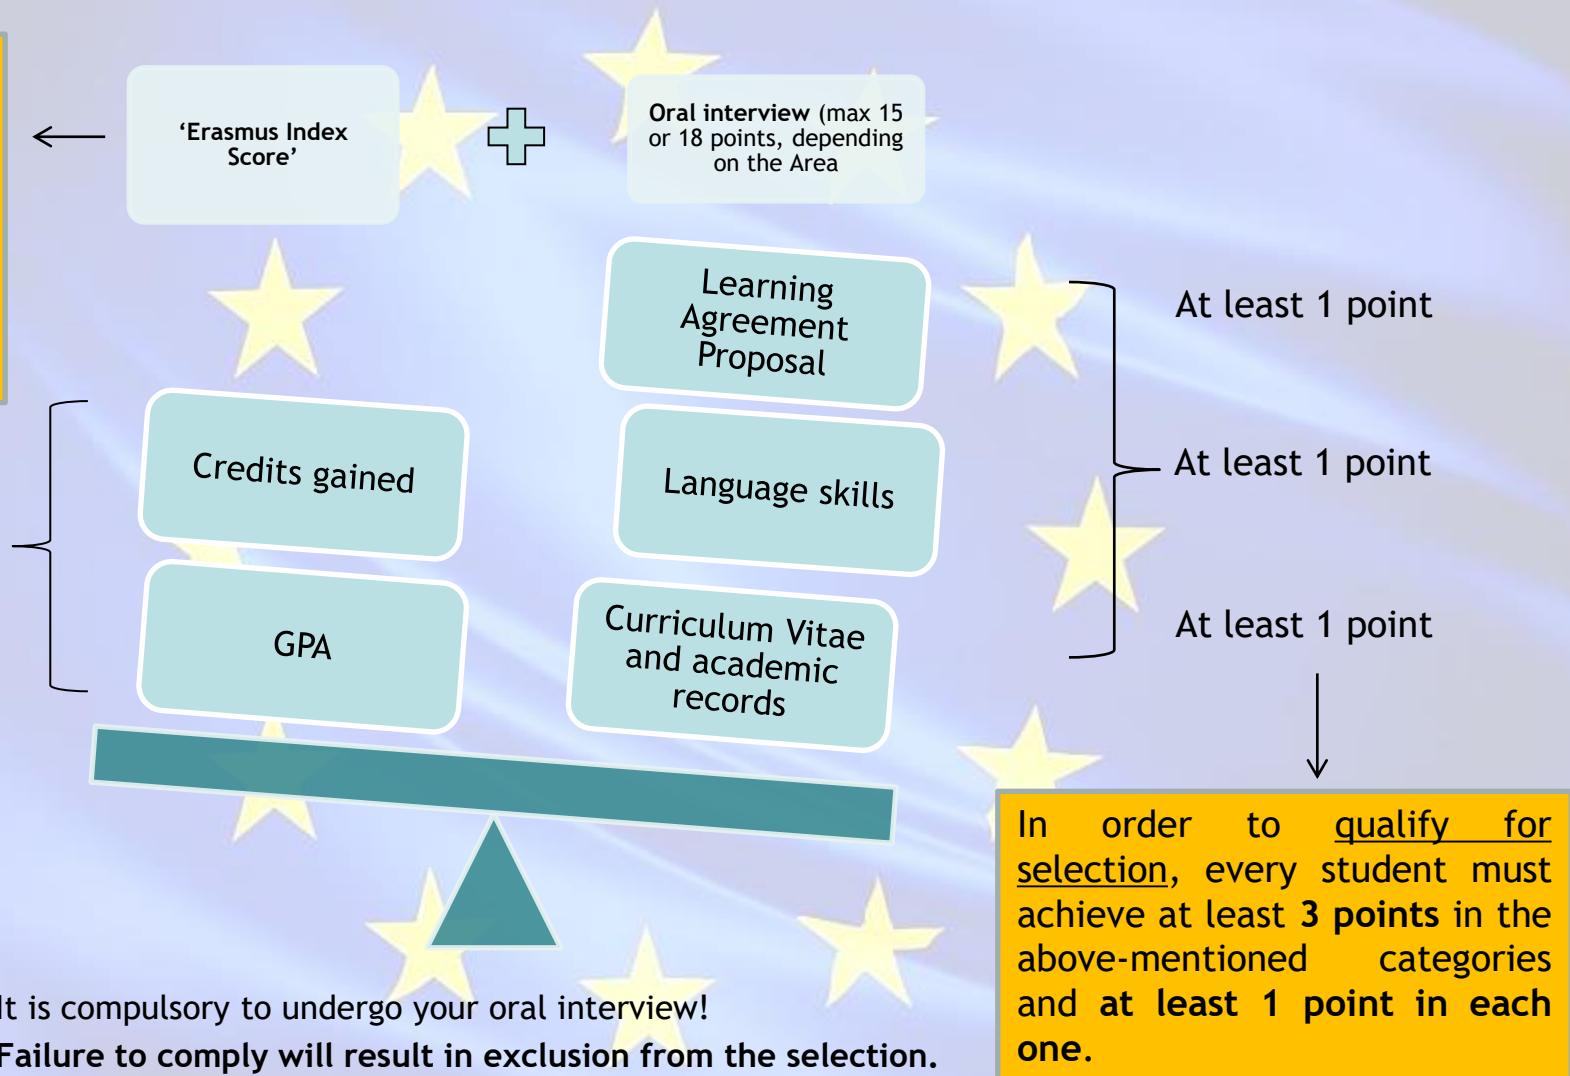 ‘Erasmus Index
Score’
Oral interview (max 15
or 18 points, depending
on the Area
Learning
Agreement
Proposal
At least 1 point
Credits gained
Language skills
At least 1 point
GPA
Curriculum Vitae
and academic
records
At least 1 point
In order to qualify for
selection, every student must
achieve at least 3 points in the
above-mentioned categories
and at least 1 point in each
one.
It is compulsory to undergo your oral interview!
Failure to comply will result in exclusion from the selection.